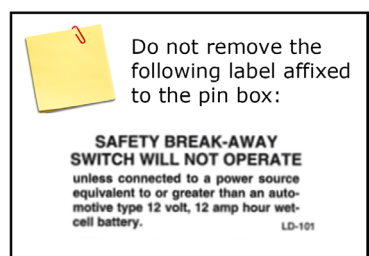 Do not remove the
following label affixed
to the pin box:
SAFETY BREAK-AWAY
SWITCH WILL NOT OPERATE
unless connected to a power source
equivalent to or greater than an auto-
motive type 12 volt, 12 amp hour wet-
cell battery.
LD-101